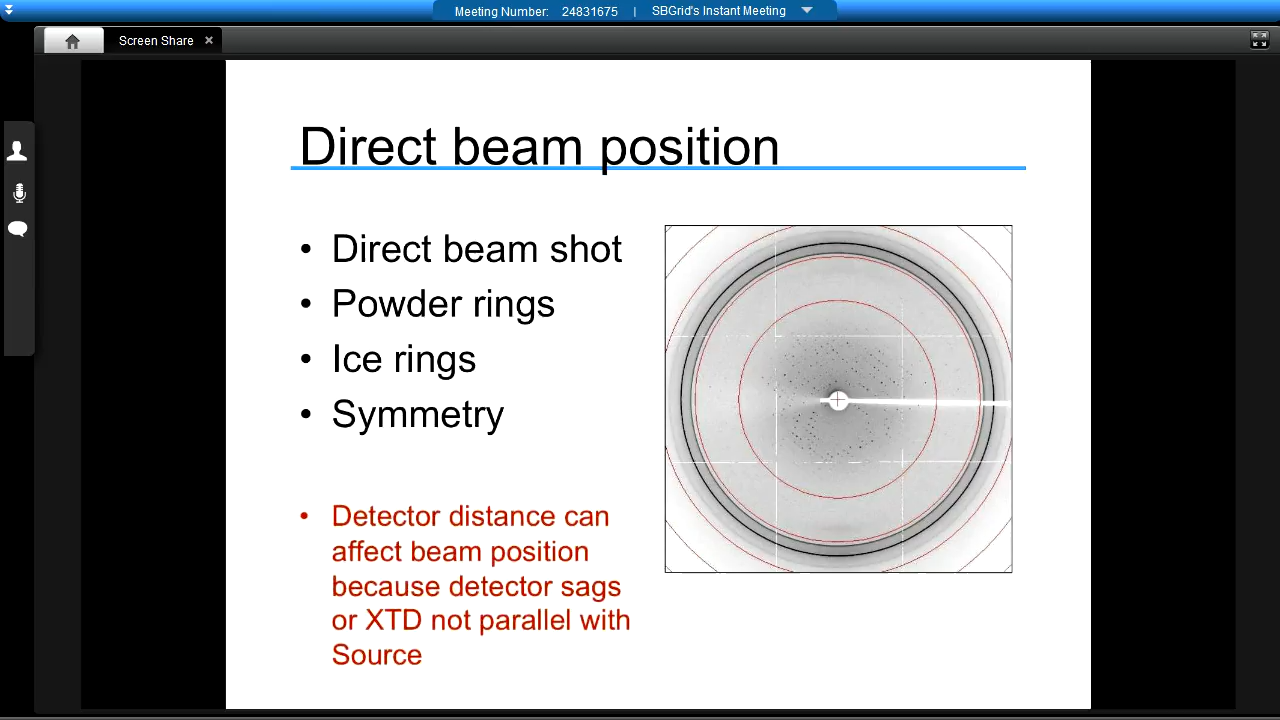 Meeting Number: 24831675 | SBGrid's Instant Meeting
Screen Share
Direct beam position
• Direct beam shot
• Powder rings
• Ice rings
• Symmetry
• Detector distance can
affect beam position
because detector sags
or XTD not parallel with
Source